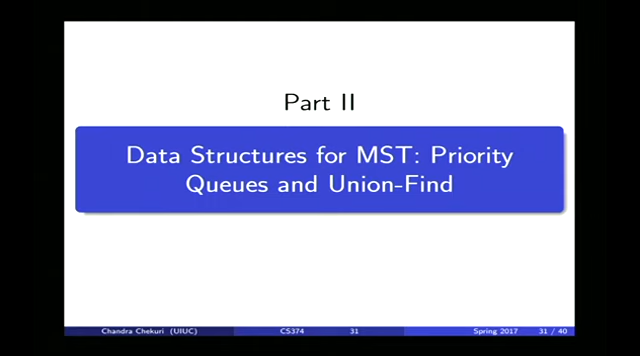 Part II
Data Structures for MST: Priority
Queues and Union-Find
Chandra Chekuri (UIUC) CS374 31 Spring 2017 31 / 40